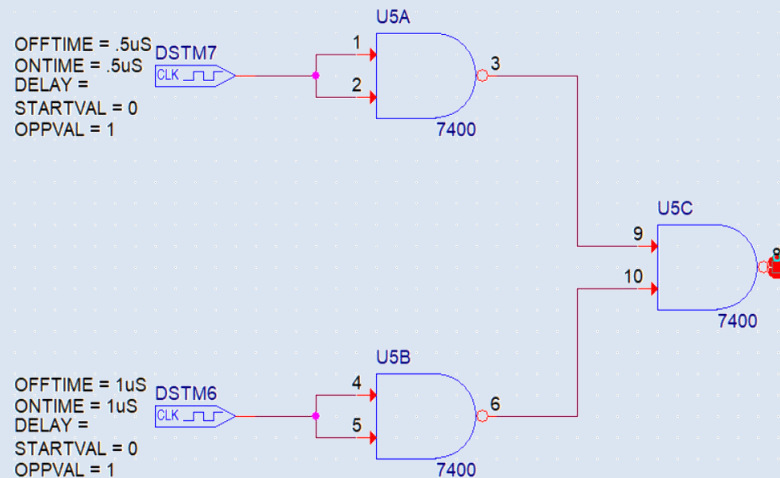 U5A
OFFTIME = .5uS
DSTM7
ONTIME = .5uS
CLK
DELAY =
STARTVAL = 0
OPPVAL = 1
1
2
3
7400
U5C
9
10
8
7400
U5B
OFFTIME = 1uS
DSTM6
ONTIME = 1uS
CLK
DELAY =
STARTVAL = 0
OPPVAL = 1
4
5
6
7400